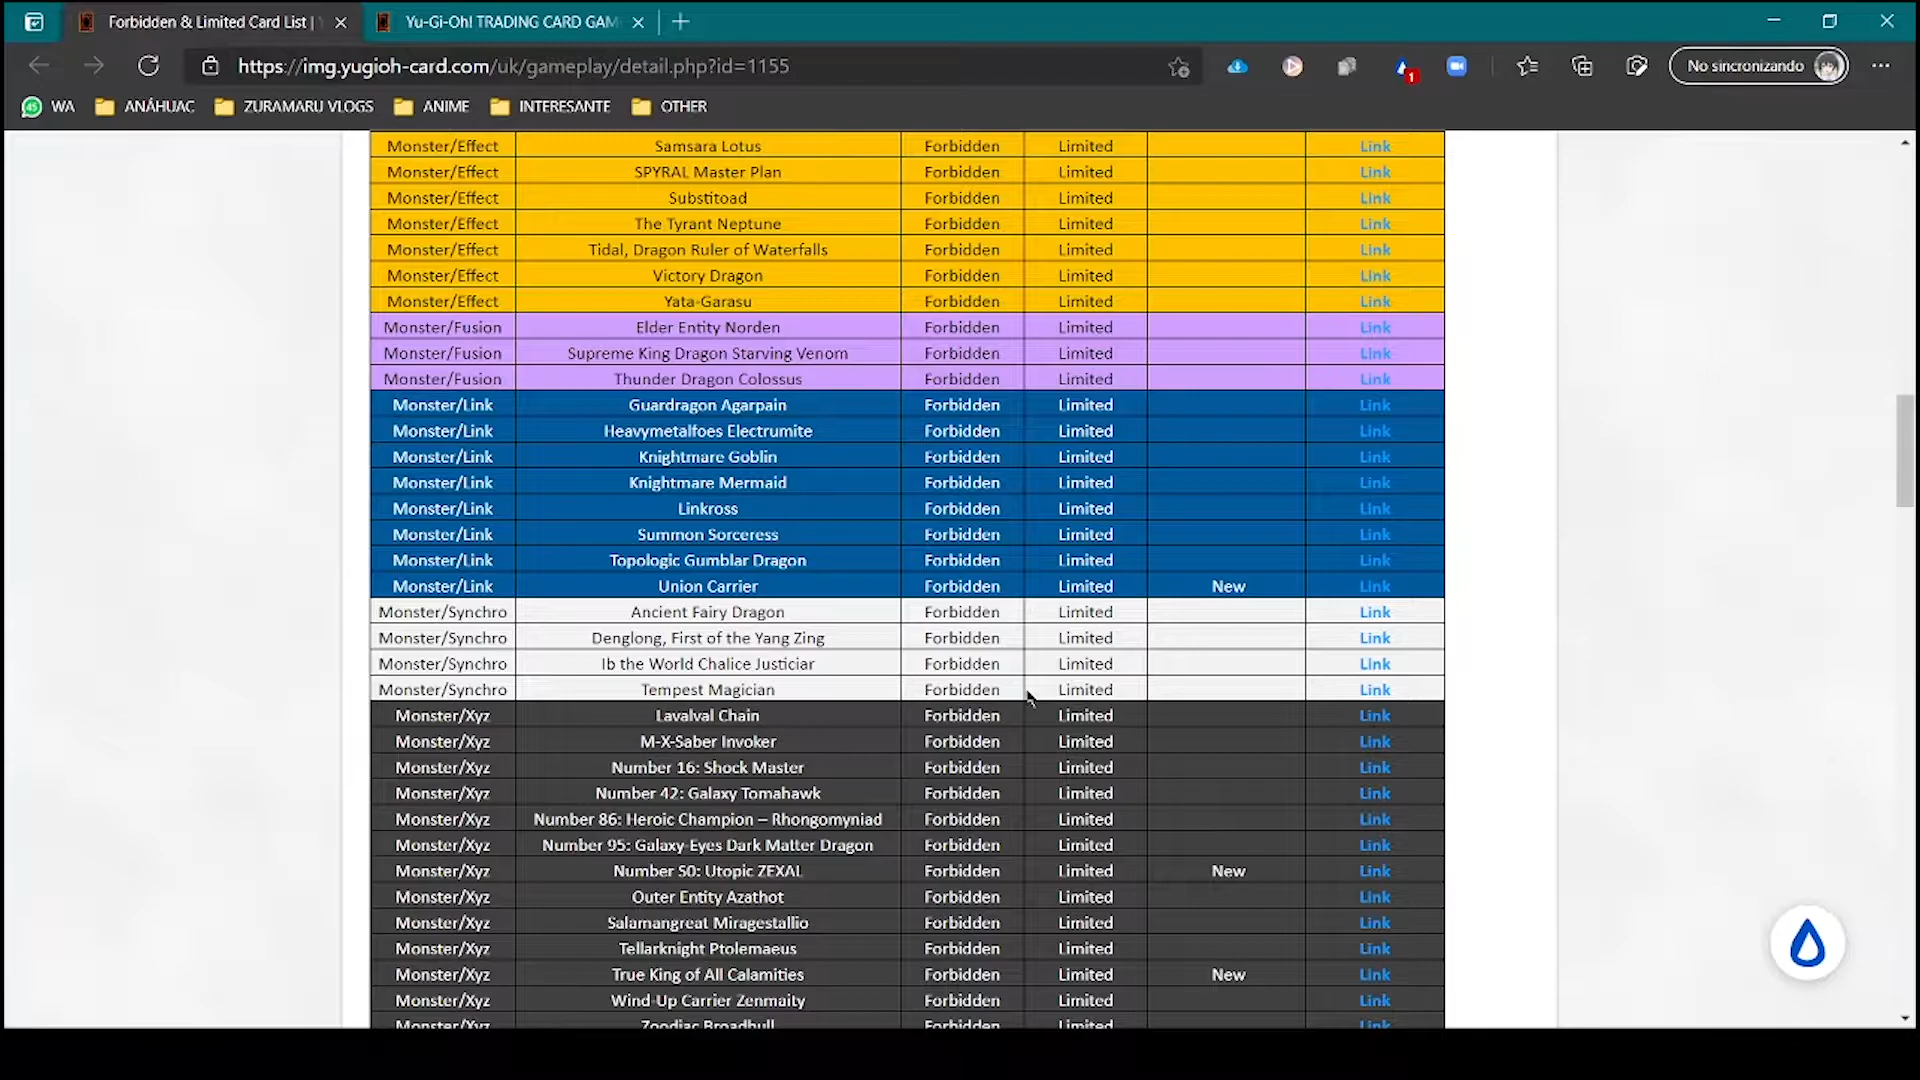 Forbidden & Limited Card List |
Yu-Gi-Oh! TRADING CARD GAM
https://img.yugioh-card.com/uk/gameplay/detail.php?id=1155
1
No sincronizando
45 WA ANÁHUAC ZURAMARU VLOGS ANIME INTERESANTE OTHER
Monster/Effect Samsara Lotus Forbidden Limited Link
Monster/Effect SPYRAL Master Plan Forbidden Limited Link
Monster/Effect Substitoad Forbidden Limited Link
Monster/Effect The Tyrant Neptune Forbidden Limited Link
Monster/Effect Tidal, Dragon Ruler of Waterfalls Forbidden Limited Link
Monster/Effect Victory Dragon Forbidden Limited Link
Monster/Effect Yata-Garasu Forbidden Limited Link
Monster/Fusion Elder Entity Norden Forbidden Limited Link
Monster/Fusion Supreme King Dragon Starving Venom Forbidden Limited Link
Monster/Fusion Thunder Dragon Colossus Forbidden Limited Link
Monster/Link Guardragon Agarpain Forbidden Limited Link
Monster/Link Heavymetalfoes Electrumite Forbidden Limited Link
Monster/Link Knightmare Goblin Forbidden Limited Link
Monster/Link Knightmare Mermaid Forbidden Limited Link
Monster/Link Linkross Forbidden Limited Link
Monster/Link Summon Sorceress Forbidden Limited Link
Monster/Link Topologic Gumblar Dragon Forbidden Limited Link
Monster/Link Union Carrier Forbidden Limited New Link
Monster/Synchro Ancient Fairy Dragon Forbidden Limited Link
Monster/Synchro Denglong, First of the Yang Zing Forbidden Limited Link
Monster/Synchro Ib the World Chalice Justiciar Forbidden Limited Link
Monster/Synchro Tempest Magician Forbidden Limited Link
Monster/Xyz Lavalval Chain Forbidden Limited Link
Monster/Xyz M-X-Saber Invoker Forbidden Limited Link
Monster/Xyz Number 16: Shock Master Forbidden Limited Link
Monster/Xyz Number 42: Galaxy Tomahawk Forbidden Limited Link
Monster/Xyz Number 86: Heroic Champion – Rhongomyniad Forbidden Limited Link
Monster/Xyz Number 95: Galaxy-Eyes Dark Matter Dragon Forbidden Limited Link
Monster/Xyz Number S0: Utopic ZEXAL Forbidden Limited New Link
Monster/Xyz Outer Entity Azathot Forbidden Limited Link
Monster/Xyz Salamangreat Miragestallio Forbidden Limited Link
Monster/Xyz Tellarknight Ptolemaeus Forbidden Limited Link
Monster/Xyz True King of All Calamities Forbidden Limited New Link
Monster/Xyz Wind-Up Carrier Zenmaity Forbidden Limited Link
Monster/Xyz Zoodiac Broadbull Forbidden Limited Link